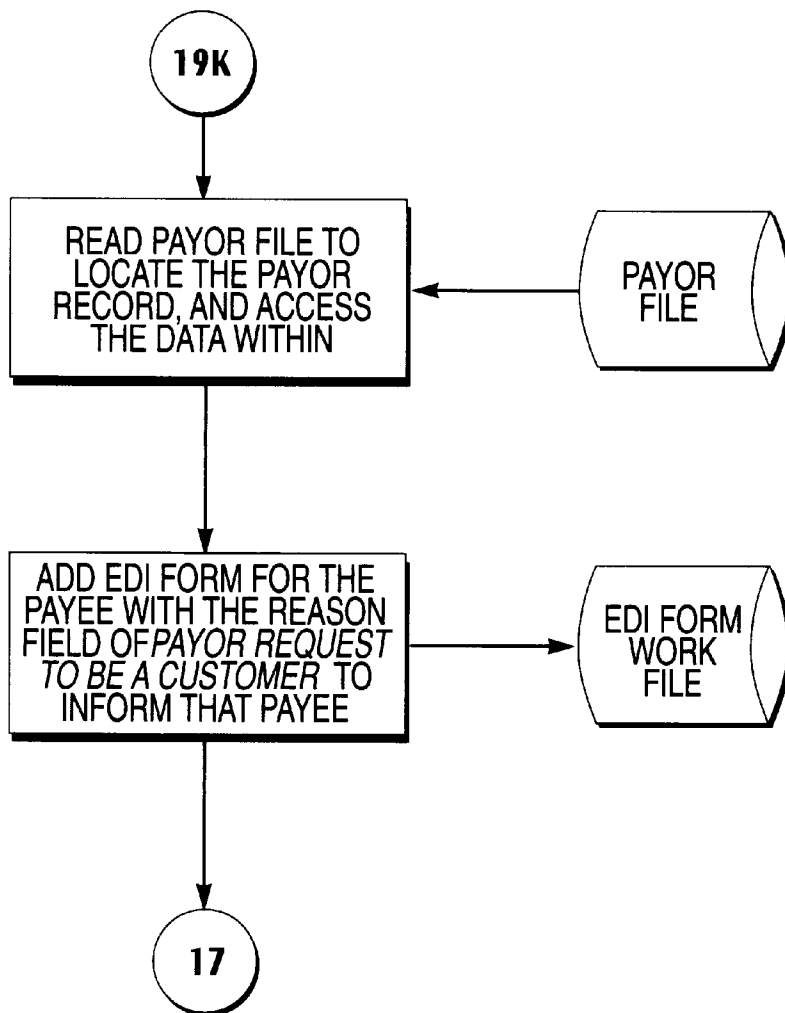 19K
READ PAYOR FILE TO
LOCATE THE PAYOR
RECORD, AND ACCESS
THE DATA WITHIN
PAYOR
FILE
ADD EDI FORM FOR THE
PAYEE WITH THE REASON
FIELD OF PAYOR REQUEST
TO BE A CUSTOMER TO
INFORM THAT PAYEE
EDI FORM
WORK
FILE
17